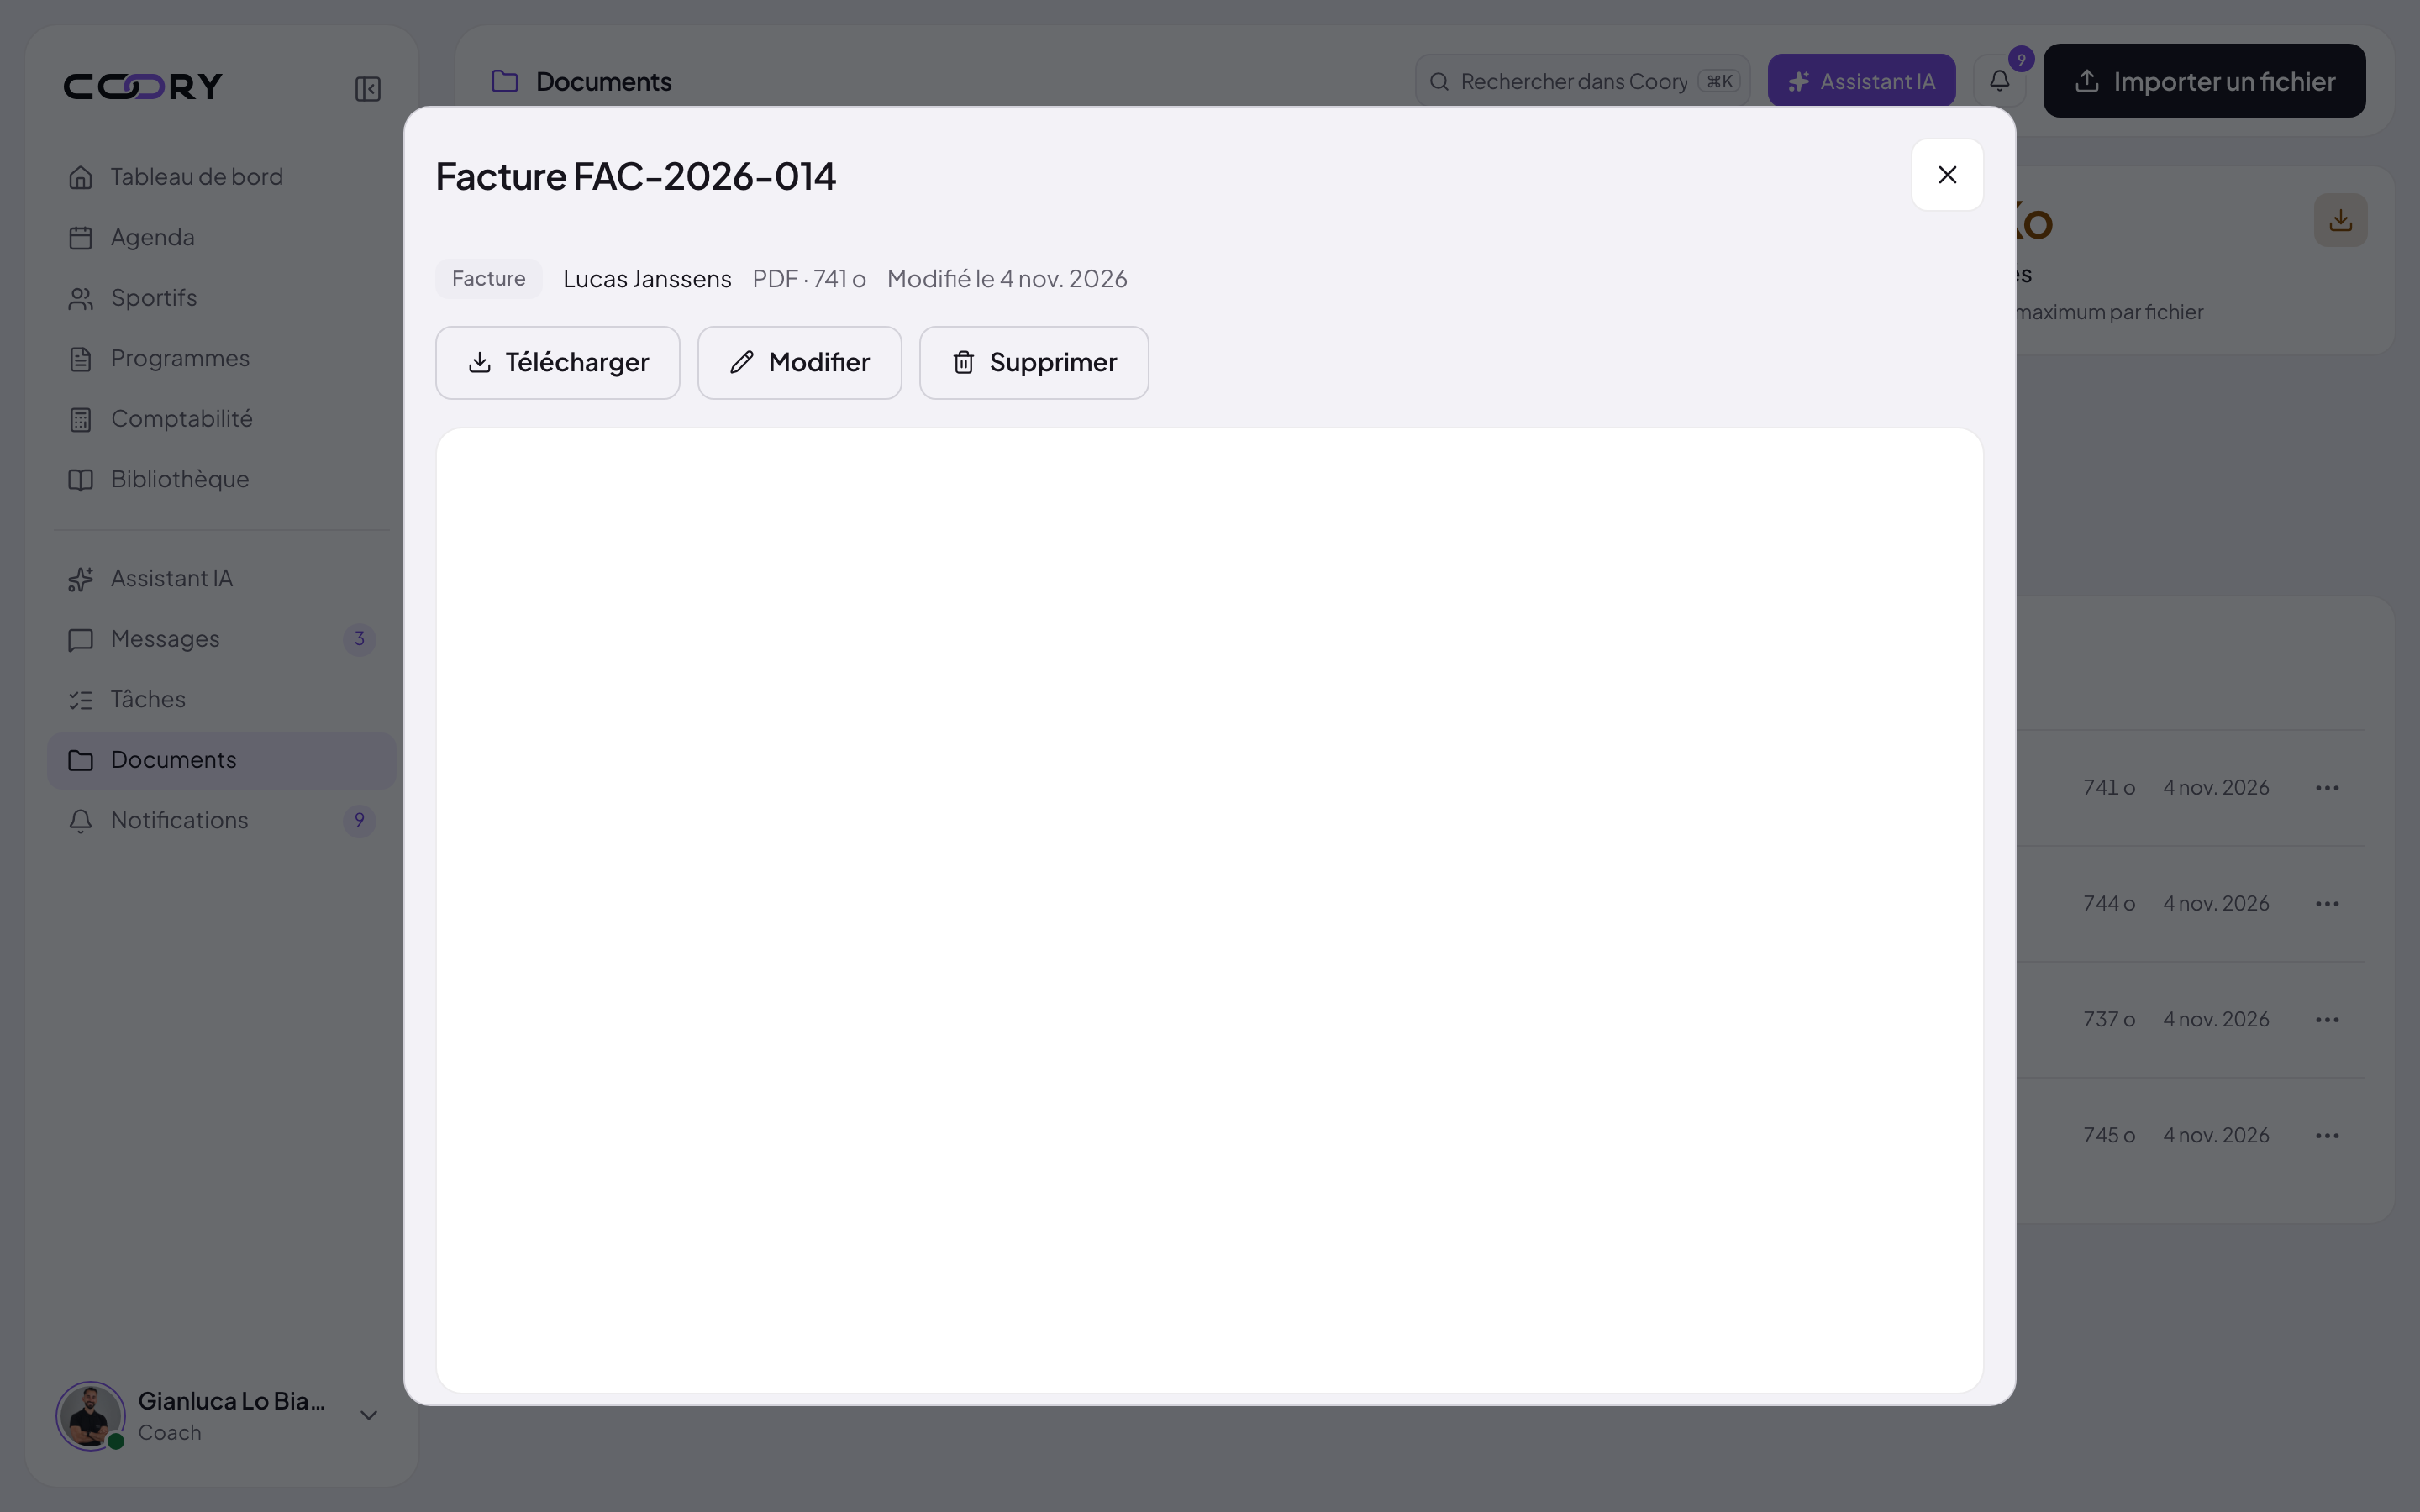 COORY
Tableau de bord
Agenda
Sportifs
Programmes
Comptabilité
Bibliothèque
Assistant IA
Messages 3
Tâches
Documents
Notifications 9
Gianluca Lo Bia...
Coach
Documents
Rechercher dans Coory ⌘K
Assistant IA
9
Importer un fichier
Facture FAC-2026-014
Facture Lucas Janssens PDF · 741 o Modifié le 4 nov. 2026
Télécharger
Modifier
Supprimer
maximum par fichier
741 o 4 nov. 2026
744 o 4 nov. 2026
737 o 4 nov. 2026
745 o 4 nov. 2026